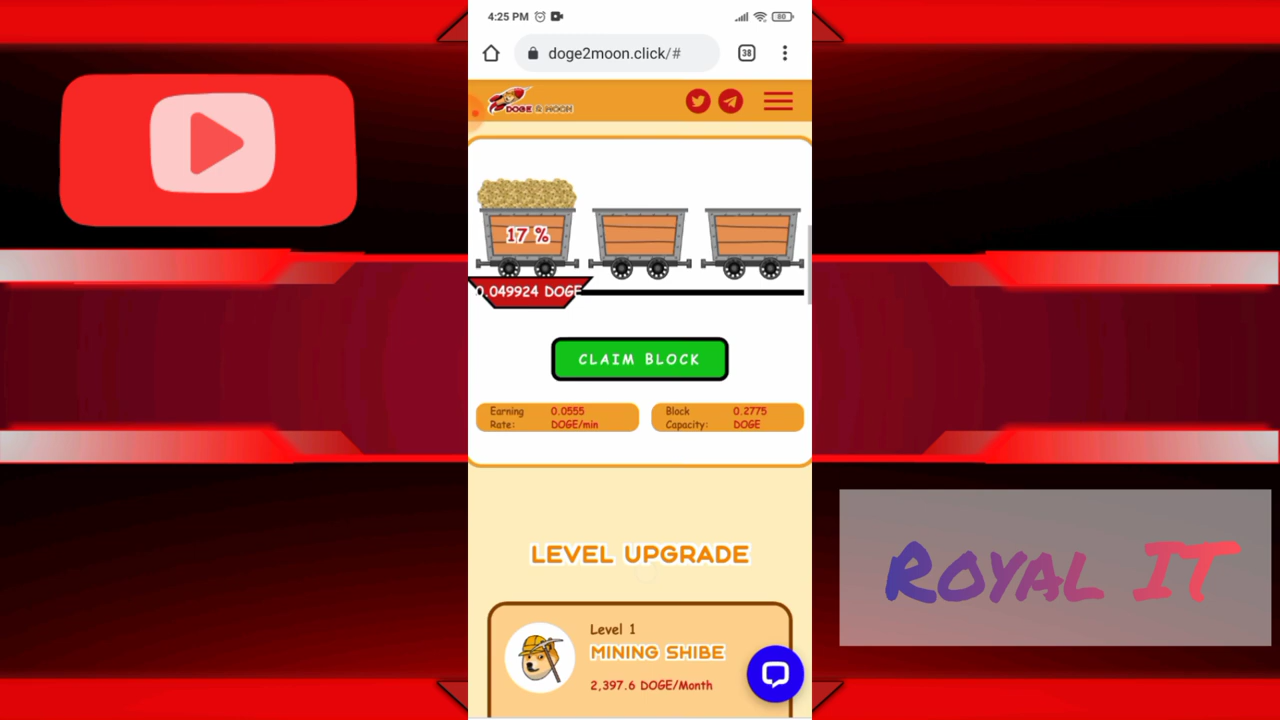 4:25 PM
80
doge2moon.click/#
38
DOGE 2 MOON
17 %
0.049924 DOGE
CLAIM BLOCK
Earning Rate: 0.0555 DOGE/min
Block Capacity: 0.2775 DOGE
LEVEL UPGRADE
Level 1
MINING SHIBE
2,397.6 DOGE/Month
ROYAL IT